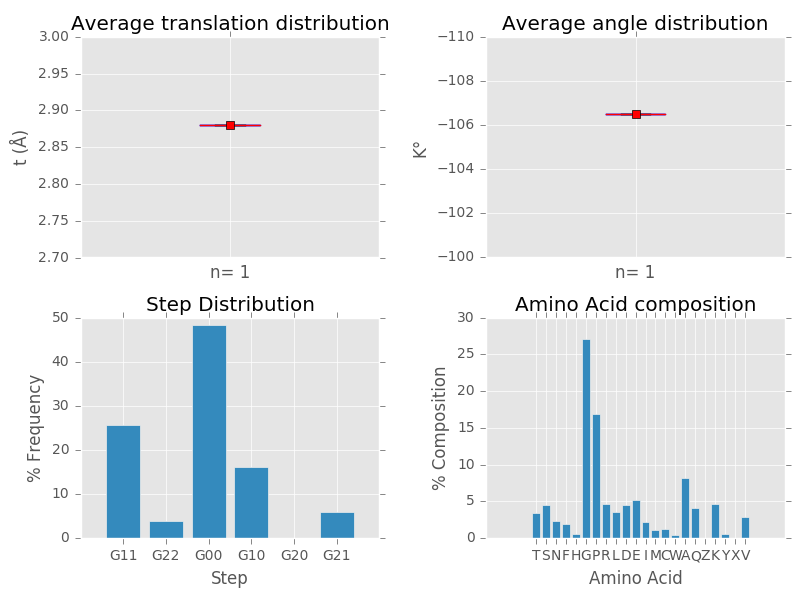 Average translation distribution
3.00
2.95
2.90
2.85
2.80
2.75
2.70
t (Å)
n= 1
Average angle distribution
−110
−108
−106
−104
−102
−100
K°
n= 1
Step Distribution
50
40
30
20
10
0
% Frequency
G11 G22 G00 G10 G20 G21
Step
Amino Acid composition
30
25
20
15
10
5
0
% Composition
T S N F H G P R L D E I M C W A Q Z K Y X V
Amino Acid